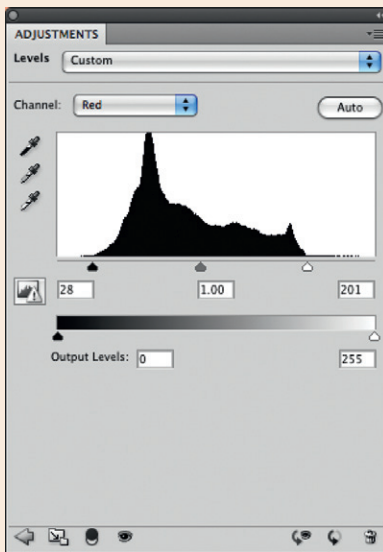 ADJUSTMENTS
Levels Custom
Channel: Red Auto
28 1.00 201
Output Levels: 0 255